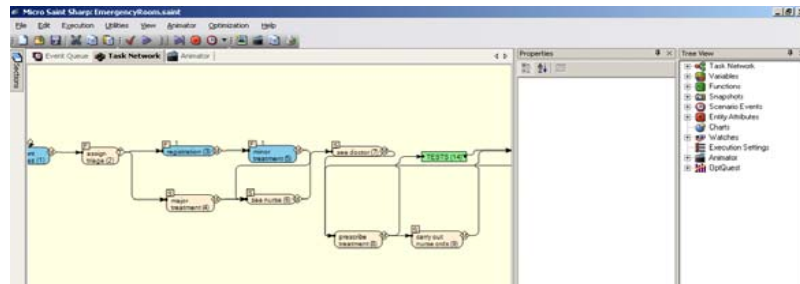 Micro Saint Sharp: EmergencyRoom.saint
File Edit Execution Utilities View Animator Optimization Help
Event Queue Task Network Animator
Properties
Tree View
Task Network
Variables
Functions
Snapshots
Scenario Events
Entity Attributes
Charts
Watches
Execution Settings
Animator
OptQuest
assign
triage (2)
registration (3)
minor
treatment (5)
see doctor (7)
TESTS (14)
major
treatment (4)
see nurse (6)
prescribe
treatment (8)
carry out
nurse ords (9)